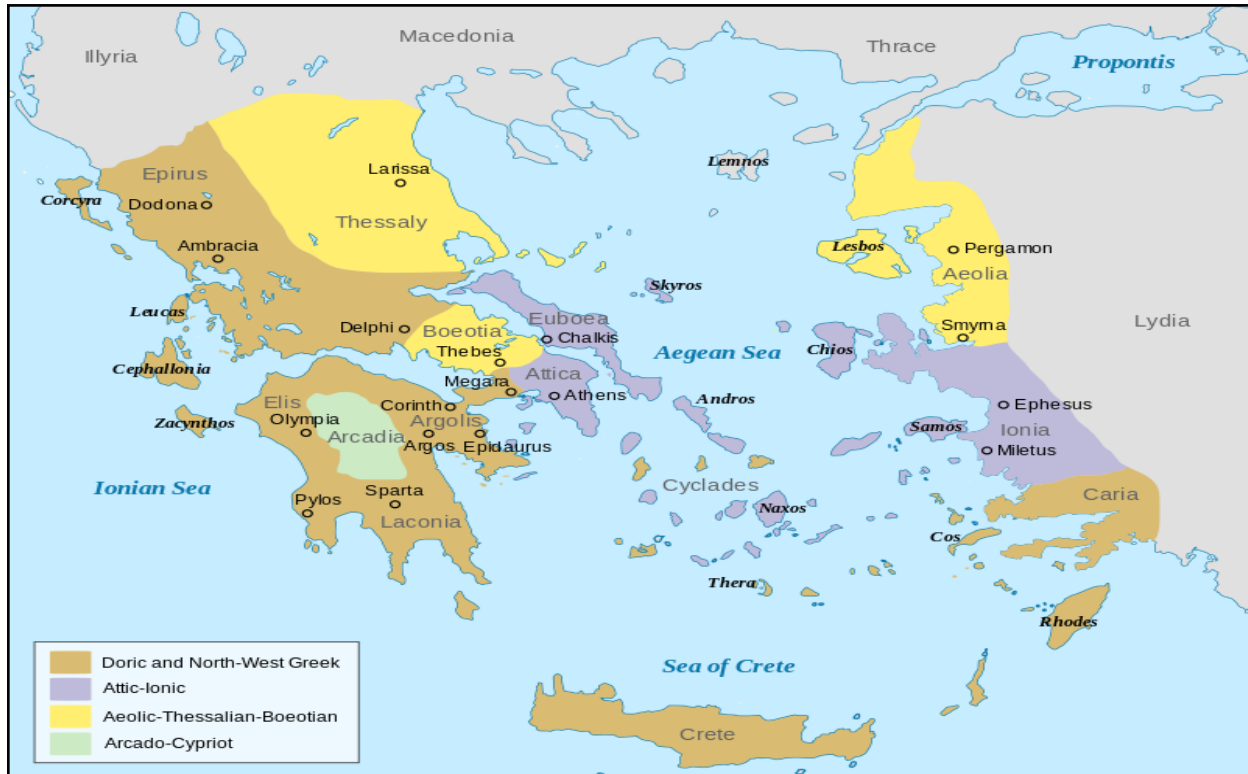 Illyria
Macedonia
Thrace
Propontis
Lemnos
Larissa
Epirus
Corcyra
Dodona
Thessaly
Ambracia
Lesbos
Pergamon
Aeolia
Skyros
Leucas
Euboea
Lydia
Delphi
Boeotia
Smyrna
Chalkis
Aegean Sea
Chios
Thebes
Cephallonia
Attica
Megara
Athens
Andros
Elis
Corinth
Ephesus
Zacynthos
Olympia
Argolis
Samos
Ionia
Arcadia
Argos
Epidaurus
Miletus
Ionian Sea
Cyclades
Sparta
Caria
Pylos
Naxos
Laconia
Cos
Thera
Rhodes
Doric and North-West Greek
Sea of Crete
Attic-Ionic
Aeolic-Thessalian-Boeotian
Crete
Arcado-Cypriot